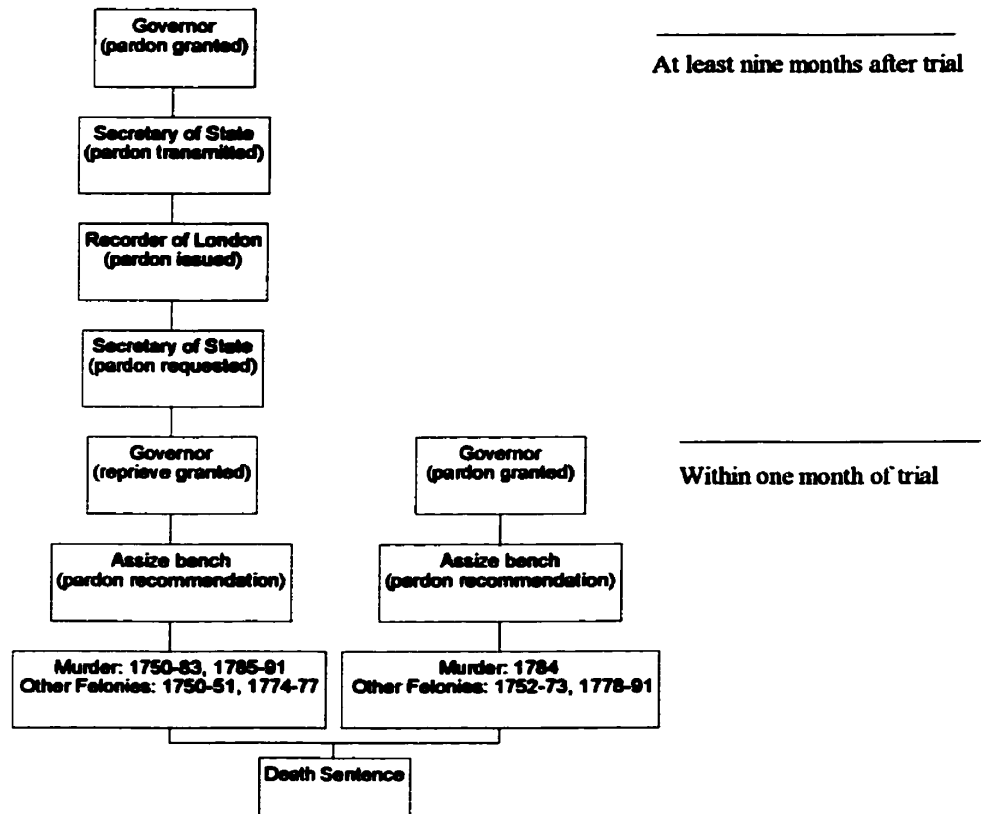 Governor
(pardon granted)
At least nine months after trial
Secretary of State
(pardon transmitted)
Recorder of London
(pardon issued)
Secretary of State
(pardon requested)
Governor
(reprieve granted)
Governor
(pardon granted)
Within one month of trial
Assize bench
(pardon recommendation)
Assize bench
(pardon recommendation)
Murder: 1750-83, 1785-91
Other Felonies: 1750-51, 1774-77
Murder: 1784
Other Felonies: 1752-73, 1778-91
Death Sentence